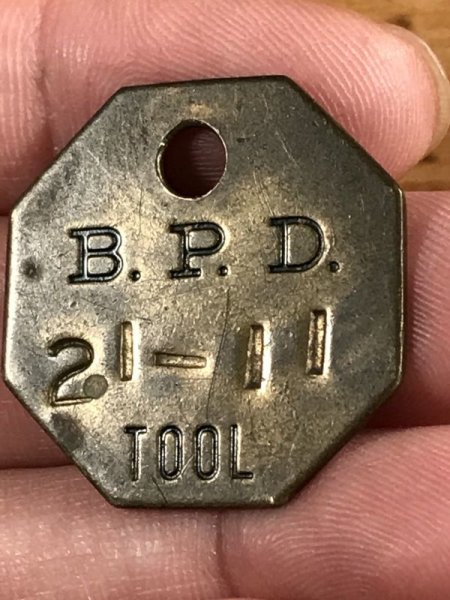 B. P. D.
21-11
TOOL